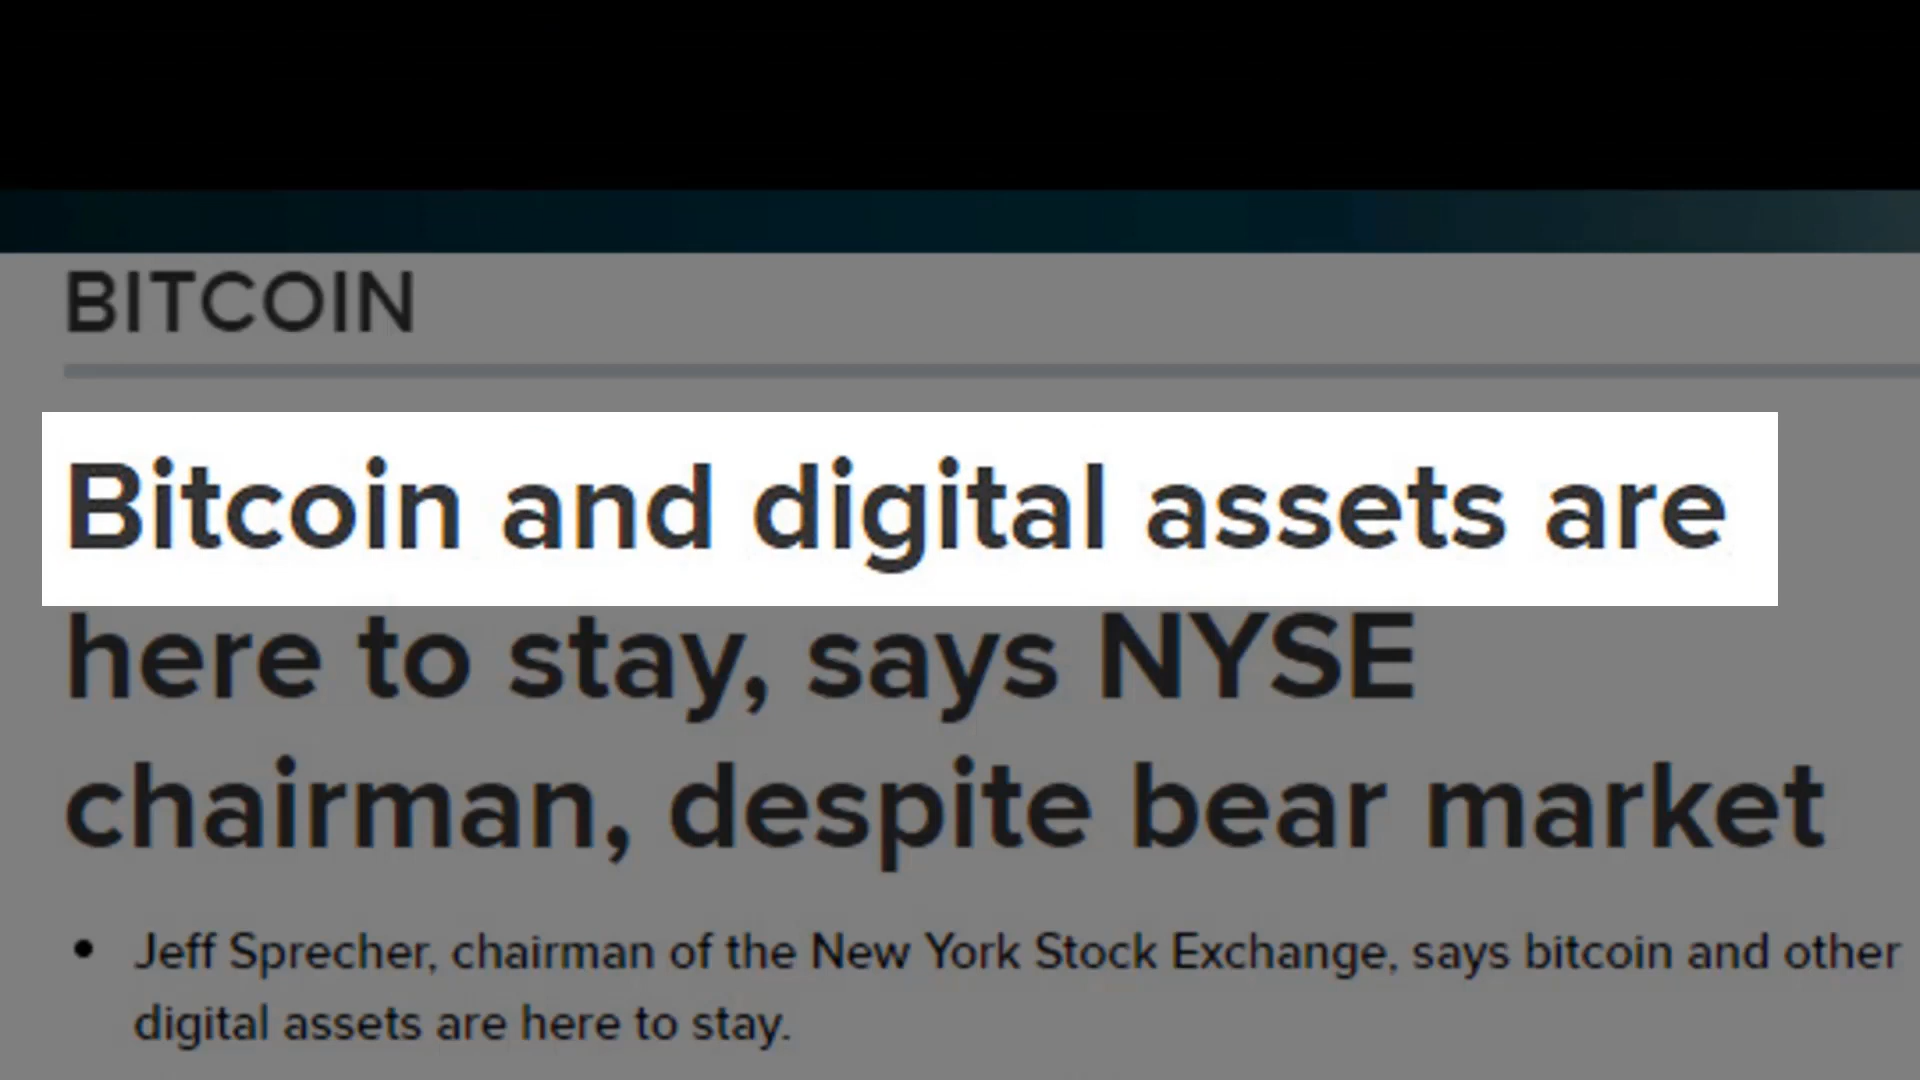 BITCOIN
Bitcoin and digital assets are
here to stay, says NYSE
chairman, despite bear market
• Jeff Sprecher, chairman of the New York Stock Exchange, says bitcoin and other
digital assets are here to stay.